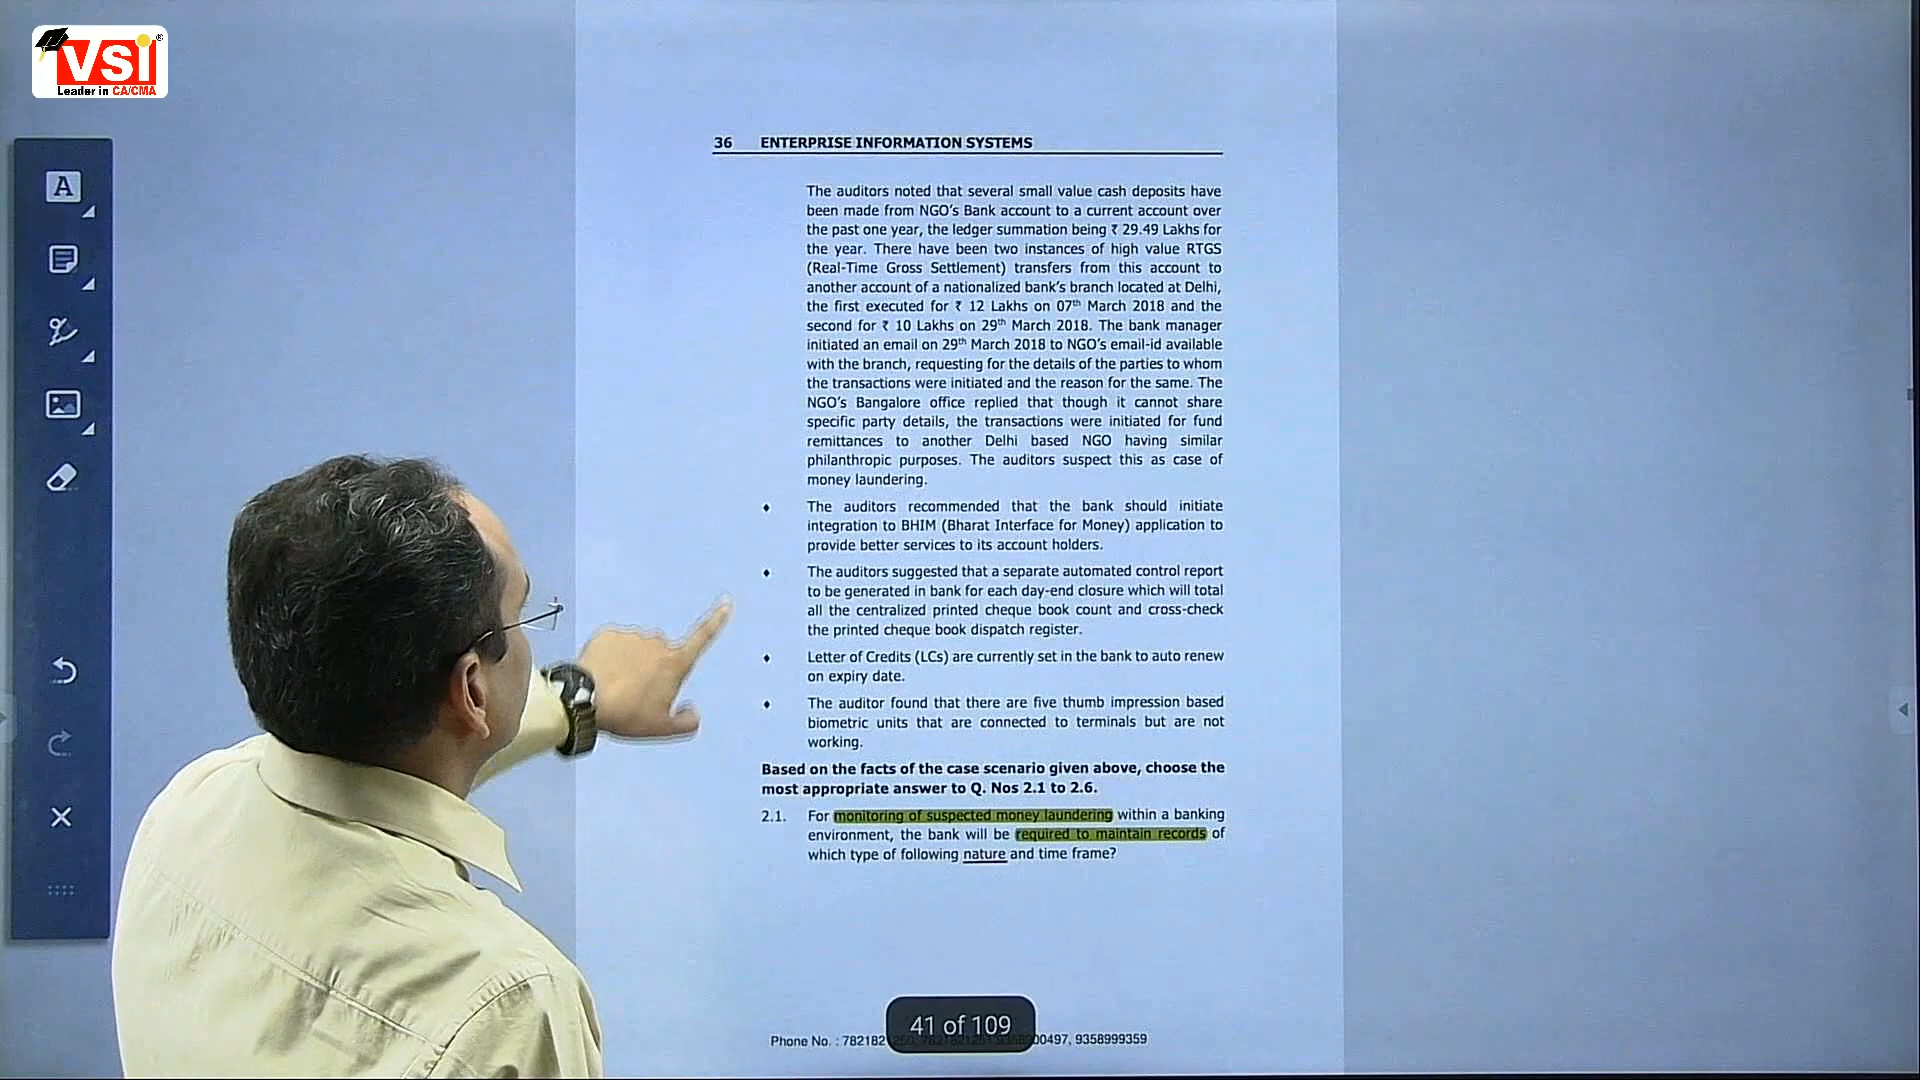 VSI
Leader in CA/CMA
A
36 ENTERPRISE INFORMATION SYSTEMS
The auditors noted that several small value cash deposits have
been made from NGO's Bank account to a current account over
the past one year, the ledger summation being ₹ 29.49 Lakhs for
the year. There have been two instances of high value RTGS
(Real-Time Gross Settlement) transfers from this account to
another account of a nationalized bank's branch located at Delhi,
the first executed for ₹ 12 Lakhs on 07th March 2018 and the
second for ₹ 10 Lakhs on 29th March 2018. The bank manager
initiated an email on 29th March 2018 to NGO's email-id available
with the branch, requesting for the details of the parties to whom
the transactions were initiated and the reason for the same. The
NGO's Bangalore office replied that though it cannot share
specific party details, the transactions were initiated for fund
remittances to another Delhi based NGO having similar
philanthropic purposes. The auditors suspect this as case of
money laundering.
♦ The auditors recommended that the bank should initiate
integration to BHIM (Bharat Interface for Money) application to
provide better services to its account holders.
♦ The auditors suggested that a separate automated control report
to be generated in bank for each day-end closure which will total
all the centralized printed cheque book count and cross-check
the printed cheque book dispatch register.
♦ Letter of Credits (LCs) are currently set in the bank to auto renew
on expiry date.
♦ The auditor found that there are five thumb impression based
biometric units that are connected to terminals but are not
working.
Based on the facts of the case scenario given above, choose the
most appropriate answer to Q. Nos 2.1 to 2.6.
2.1. For monitoring of suspected money laundering within a banking
environment, the bank will be required to maintain records of
which type of following nature and time frame?
41 of 109
Phone No. : 9358999359